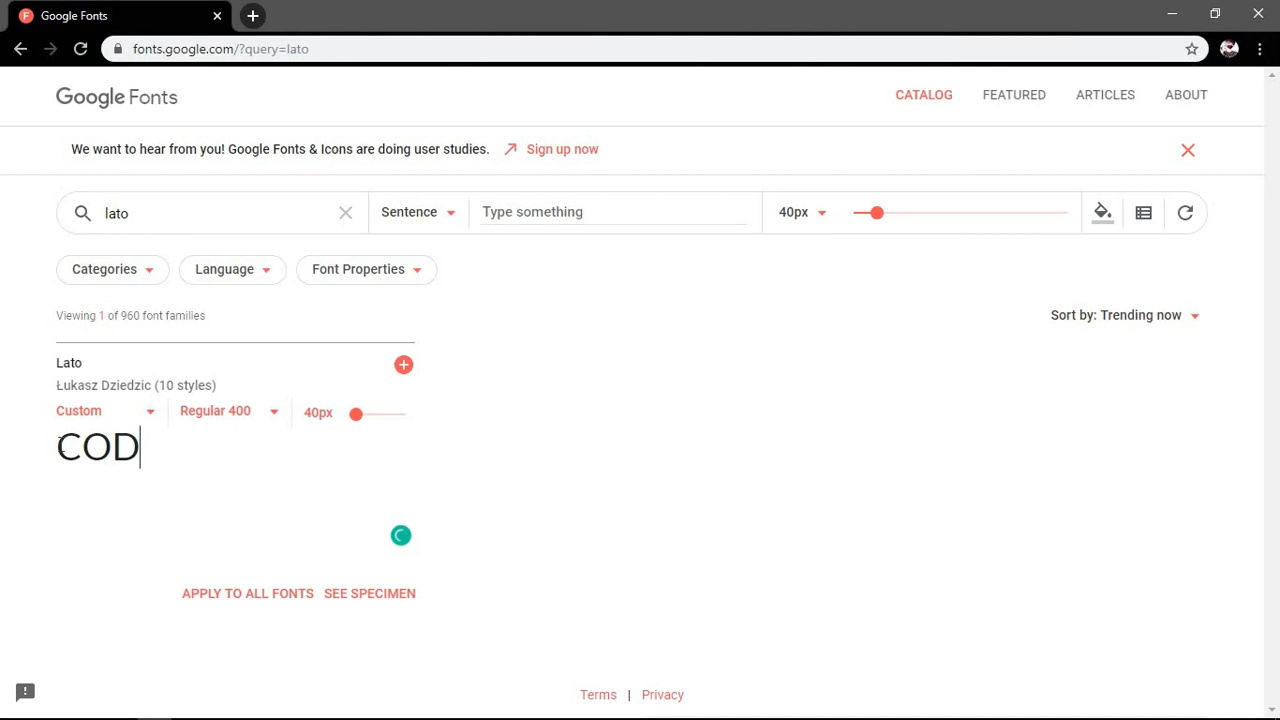 Google Fonts
fonts.google.com/?query=lato
Google Fonts
CATALOG
FEATURED
ARTICLES
ABOUT
We want to hear from you! Google Fonts & Icons are doing user studies.
Sign up now
lato
Sentence
Type something
40px
Categories
Language
Font Properties
Viewing 1 of 960 font families
Sort by: Trending now
Lato
Łukasz Dziedzic (10 styles)
Custom
Regular 400
40px
COD
APPLY TO ALL FONTS
SEE SPECIMEN
Terms | Privacy